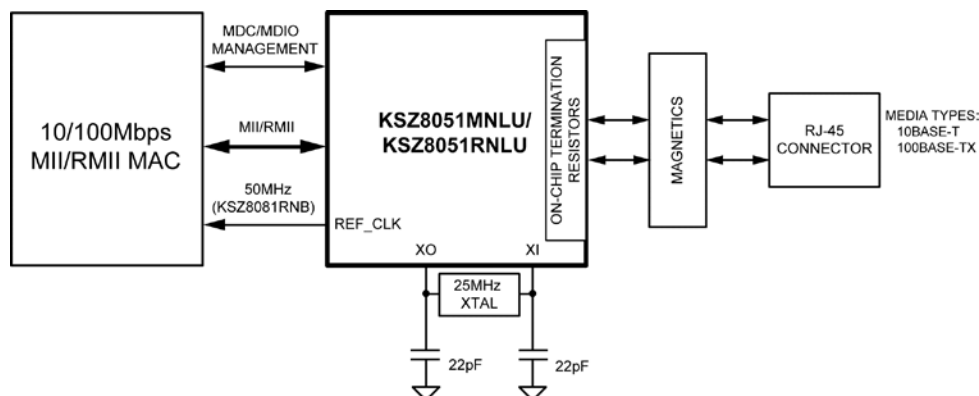 10/100Mbps
MII/RMII MAC
MDC/MDIO
MANAGEMENT
MII/RMII
50MHz
(KSZ8081RNB)
REF_CLK
KSZ8051MNLU/
KSZ8051RNLU
XO
XI
ON-CHIP TERMINATION
RESISTORS
25MHz
XTAL
22pF
22pF
MAGNETICS
RJ-45
CONNECTOR
MEDIA TYPES:
10BASE-T
100BASE-TX